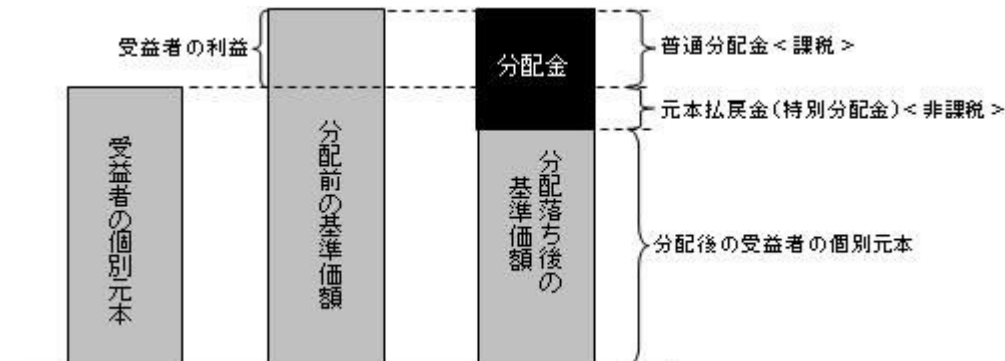 受益者の利益
普通分配金<課税>
分配金
元本払戻金(特別分配金)<非課税>
受益者の個別元本
分配前の基準価額
分配落ち後の
基準価額
分配後の受益者の個別元本